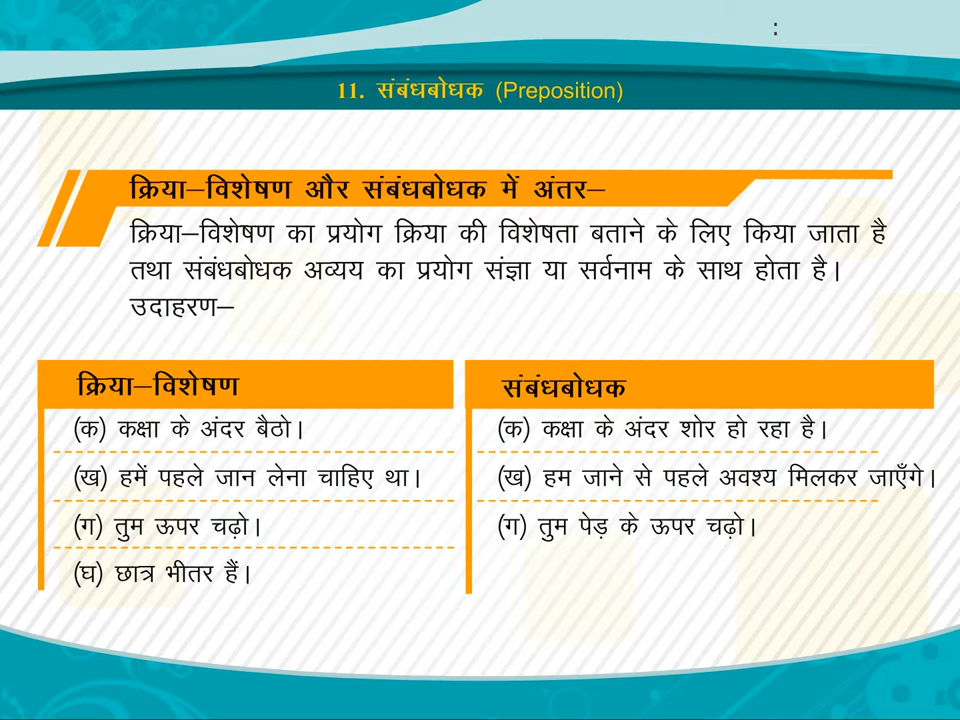 :
11. संबंधबोधक (Preposition)
क्रिया–विशेषण और संबंधबोधक में अंतर–
क्रिया–विशेषण का प्रयोग क्रिया की विशेषता बताने के लिए किया जाता है
तथा संबंधबोधक अव्यय का प्रयोग संज्ञा या सर्वनाम के साथ होता है।
उदाहरण–
क्रिया–विशेषण
(क) कक्षा के अंदर बैठो।
(ख) हमें पहले जान लेना चाहिए था।
(ग) तुम ऊपर चढ़ो।
(घ) छात्र भीतर हैं।
संबंधबोधक
(क) कक्षा के अंदर शोर हो रहा है।
(ख) हम जाने से पहले अवश्य मिलकर जाएँगे।
(ग) तुम पेड़ के ऊपर चढ़ो।